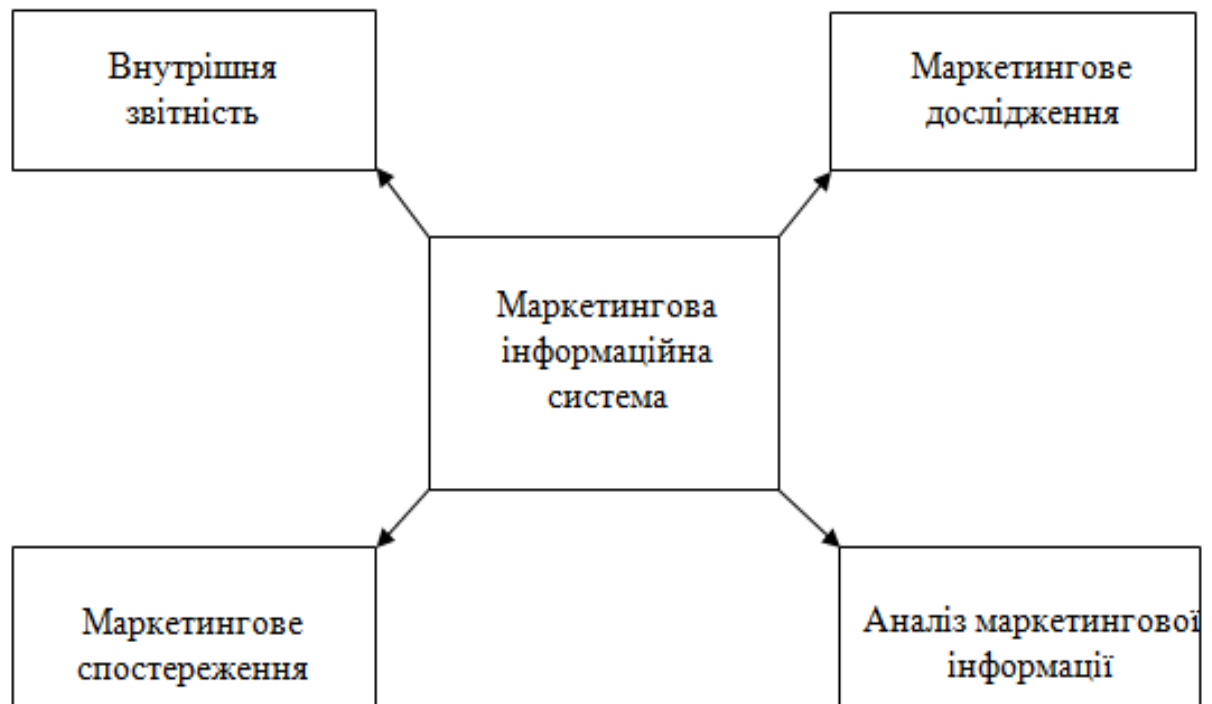 Внутрішня
звітність
Маркетингове
дослідження
Маркетингова
інформаційна
система
Маркетингове
спостереження
Аналіз маркетингової
інформації